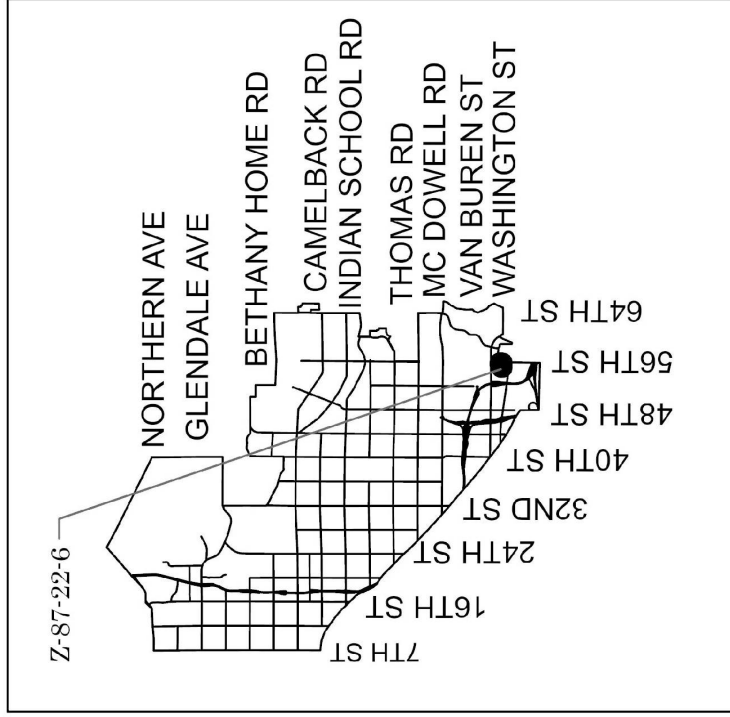 Z-87-22-6
NORTHERN AVE
GLENDALE AVE
BETHANY HOME RD
CAMELBACK RD
INDIAN SCHOOL RD
THOMAS RD
MC DOWELL RD
VAN BUREN ST
WASHINGTON ST
7TH ST
16TH ST
24TH ST
32ND ST
40TH ST
48TH ST
56TH ST
64TH ST